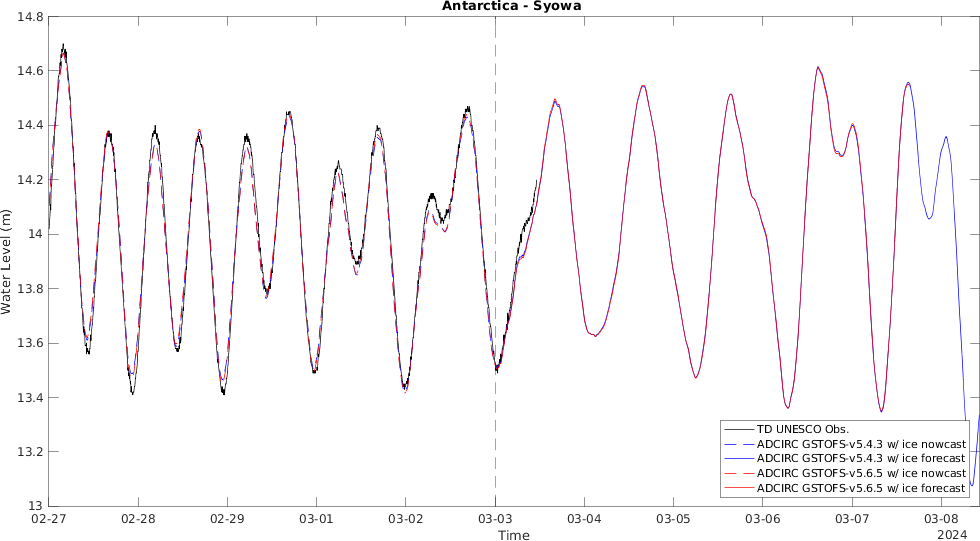 Antarctica - Syowa
14.8
14.6
14.4
14.2
14
13.8
13.6
13.4
13.2
13
Water Level (m)
TD UNESCO Obs.
ADCIRC GSTOFS-v5.4.3 w/ ice nowcast
ADCIRC GSTOFS-v5.4.3 w/ ice forecast
ADCIRC GSTOFS-v5.6.5 w/ ice nowcast
ADCIRC GSTOFS-v5.6.5 w/ ice forecast
02-27 02-28 02-29 03-01 03-02 03-03 03-04 03-05 03-06 03-07 03-08
Time
2024